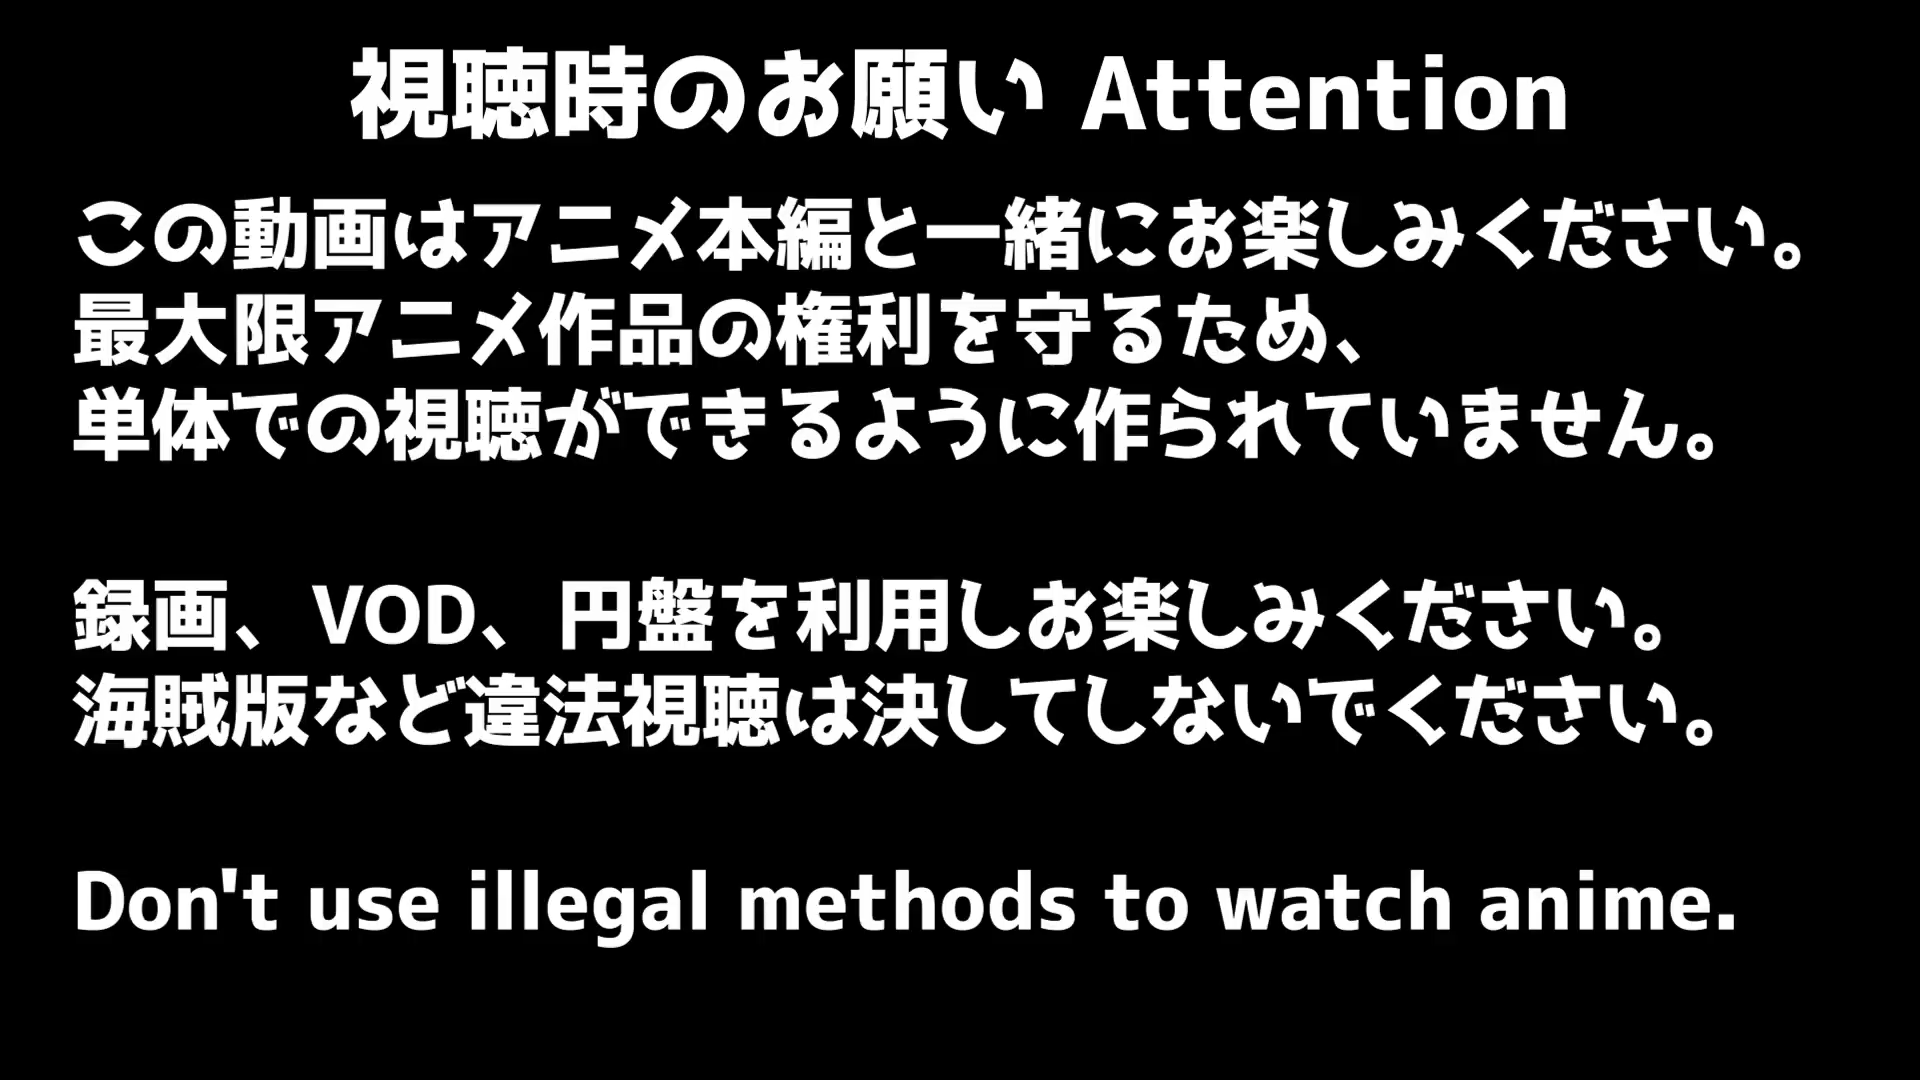 視聴時のお願い Attention
この動画はアニメ本編と一緒にお楽しみください。
最大限アニメ作品の権利を守るため、
単体での視聴ができるように作られていません。
録画、VOD、円盤を利用しお楽しみください。
海賊版など違法視聴は決してしないでください。
Don't use illegal methods to watch anime.